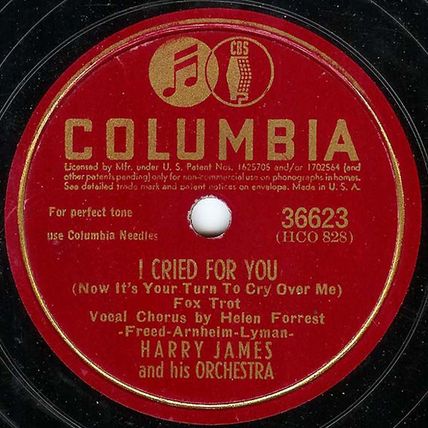 CBS
COLUMBIA
Licensed by Mfr. under U. S. Patent Nos. 1625705 and/or 1702564 (and
other patents pending) only for non-commercial use on phonographs in homes.
See detailed trade mark and patent notices on envelope. Made in U. S. A.
For perfect tone
use Columbia Needles
36623
(HCO 828)
I CRIED FOR YOU
(Now It's Your Turn To Cry Over Me)
Fox Trot
Vocal Chorus by Helen Forrest
-Freed-Arnheim-Lyman-
HARRY JAMES
and his ORCHESTRA